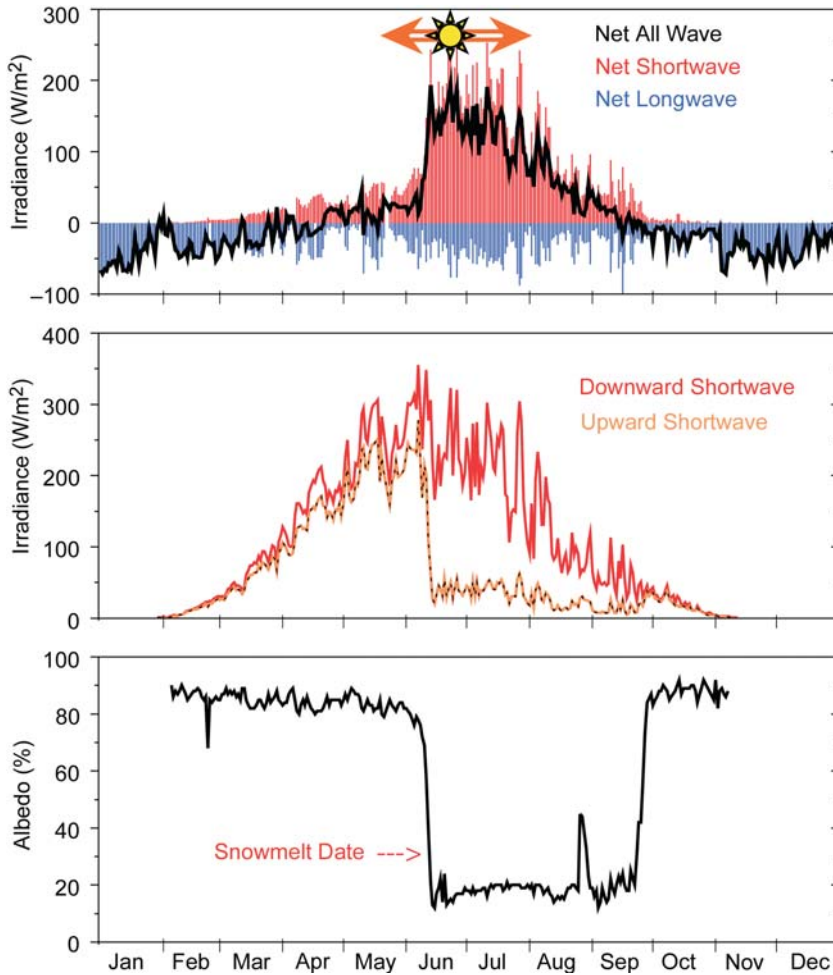 300
200
100
0
–100
Irradiance (W/m²)
Net All Wave
Net Shortwave
Net Longwave
400
300
200
100
0
Irradiance (W/m²)
Downward Shortwave
Upward Shortwave
100
80
60
40
20
0
Albedo (%)
Snowmelt Date --->
Jan Feb Mar Apr May Jun Jul Aug Sep Oct Nov Dec